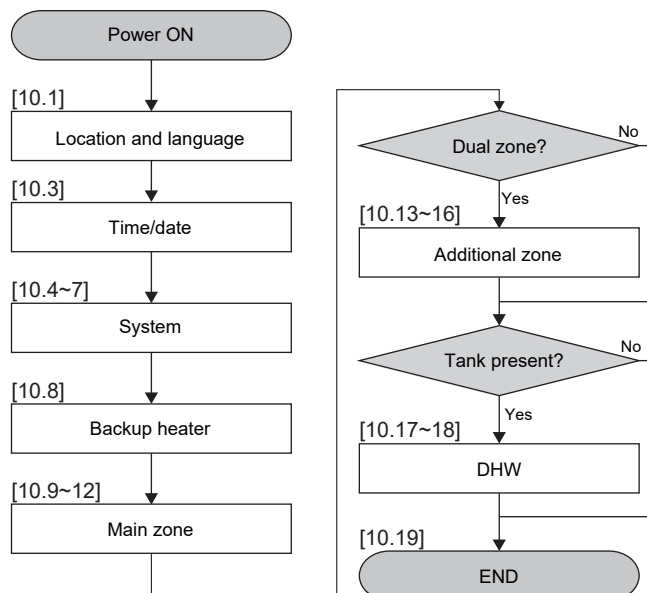 Power ON
[10.1]
Location and language
[10.3]
Time/date
[10.4~7]
System
[10.8]
Backup heater
[10.9~12]
Main zone
Dual zone?
No
Yes
[10.13~16]
Additional zone
Tank present?
No
Yes
[10.17~18]
DHW
[10.19]
END